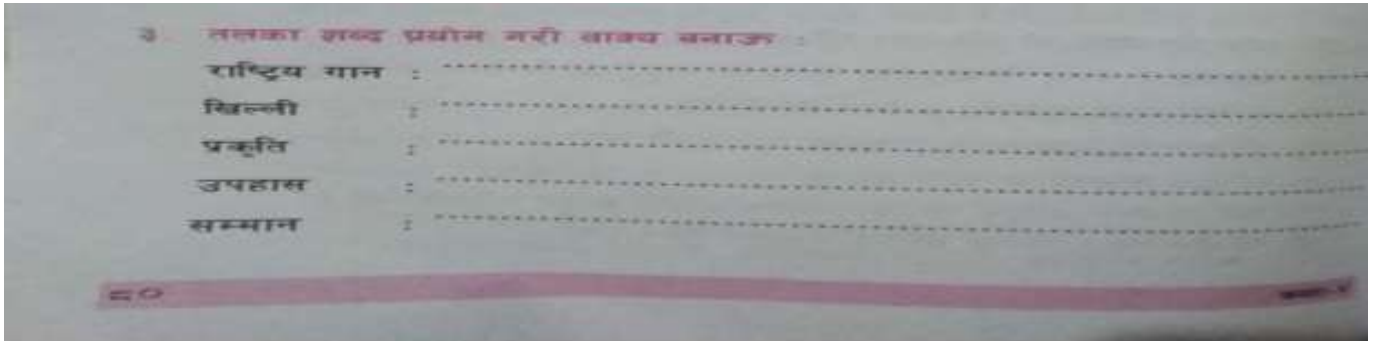 ३ तलका शब्द प्रयोग गरी वाक्य बनाऊ :
राष्ट्रिय गान : ................................................................
खिल्ली : ................................................................
प्रकृति : ................................................................
उपहास : ................................................................
सम्मान : ................................................................
८०